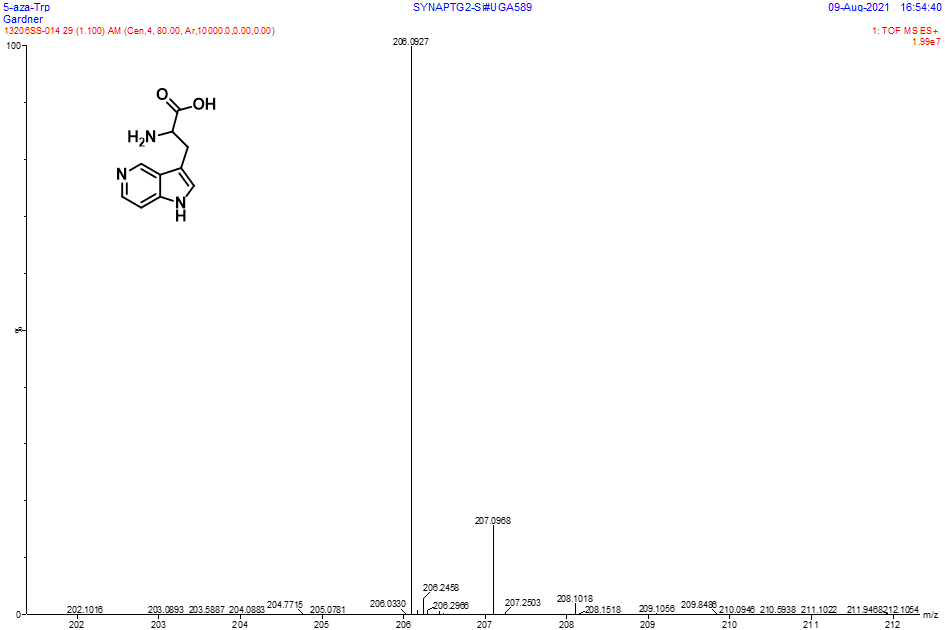 5-aza-Trp SYNAPTG2-S#UGA589 09-Aug-2021 16:54:40
Gardner
13206SS-014 29 (1.100) AM (Cen,4, 80.00, Ar,10000.0,0.00,0.00) 1: TOF MS ES+
1.99e7
100
206.0927
O
OH
H2N
N
N
H
%
207.0968
206.2458
208.1018
206.0330 206.2966 207.2503
204.7715 209.8486
202.1016 203.0893 203.5887 204.0883 205.0781 208.1518 209.1056 210.0946 210.5938 211.1022 211.9468 212.1054
0
m/z
202 203 204 205 206 207 208 209 210 211 212